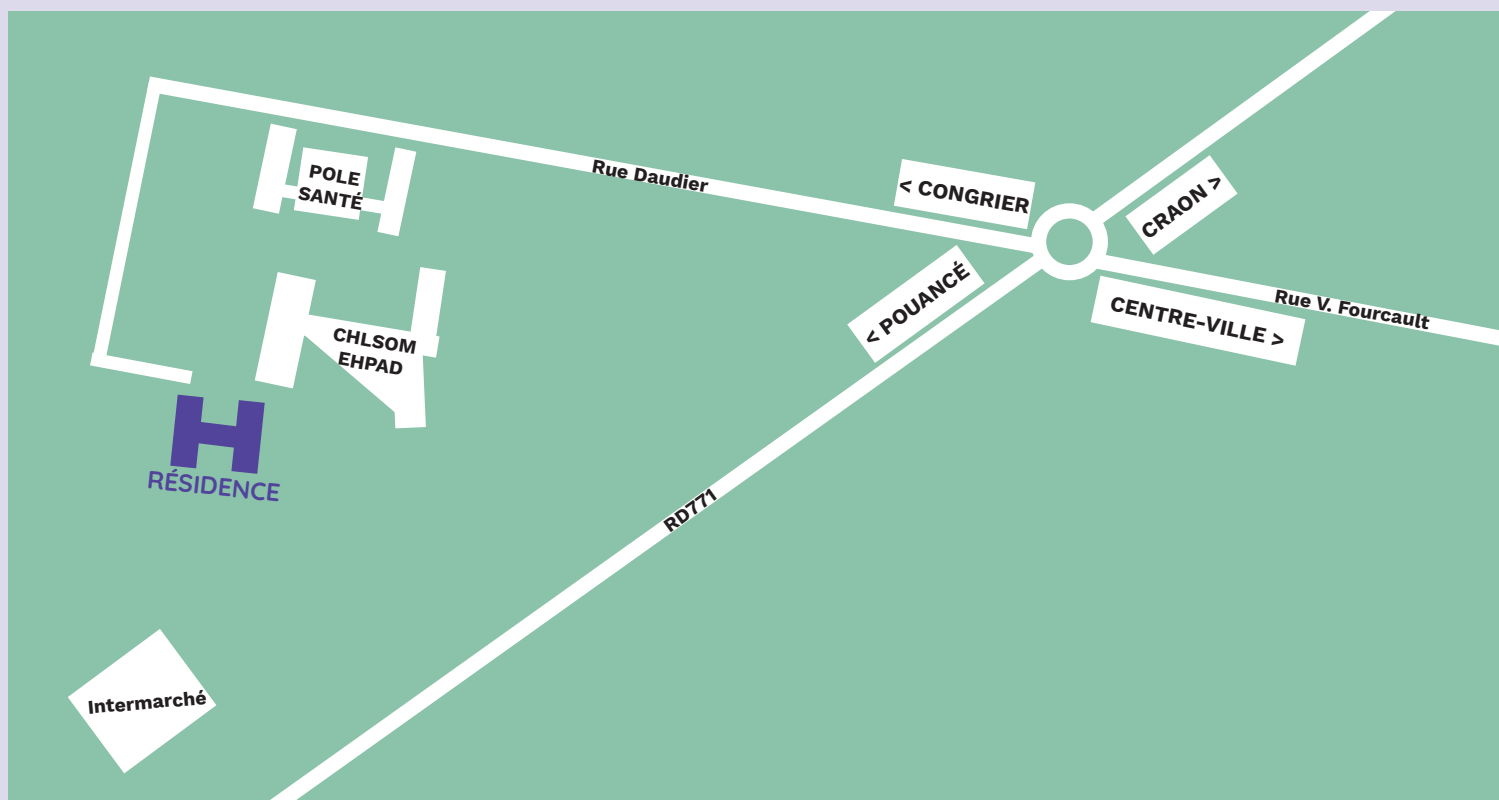 POLE
SANTÉ
Rue Daudier
< CONGRIER
CRAON >
< POUANCÉ
CENTRE-VILLE >
Rue V. Fourcault
CHLSOM
EHPAD
RÉSIDENCE
RD771
Intermarché